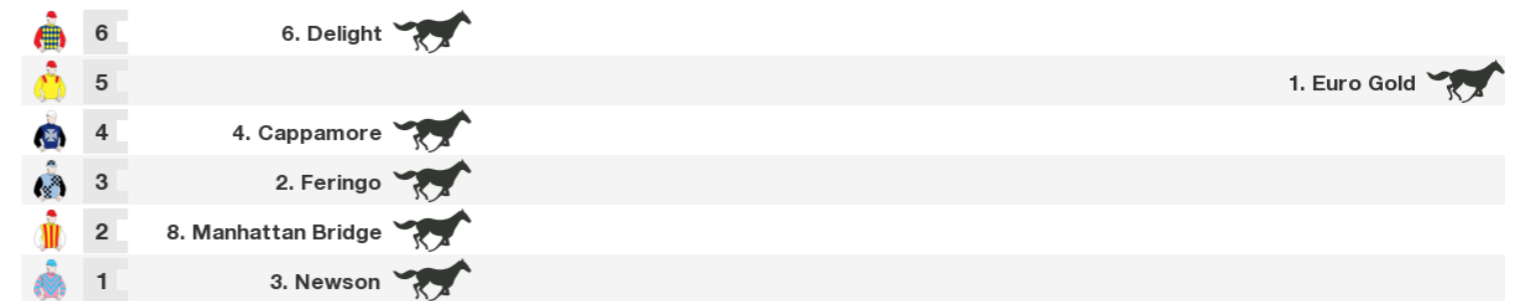 6 6. Delight
5 1. Euro Gold
4 4. Cappamore
3 2. Feringo
2 8. Manhattan Bridge
1 3. Newson